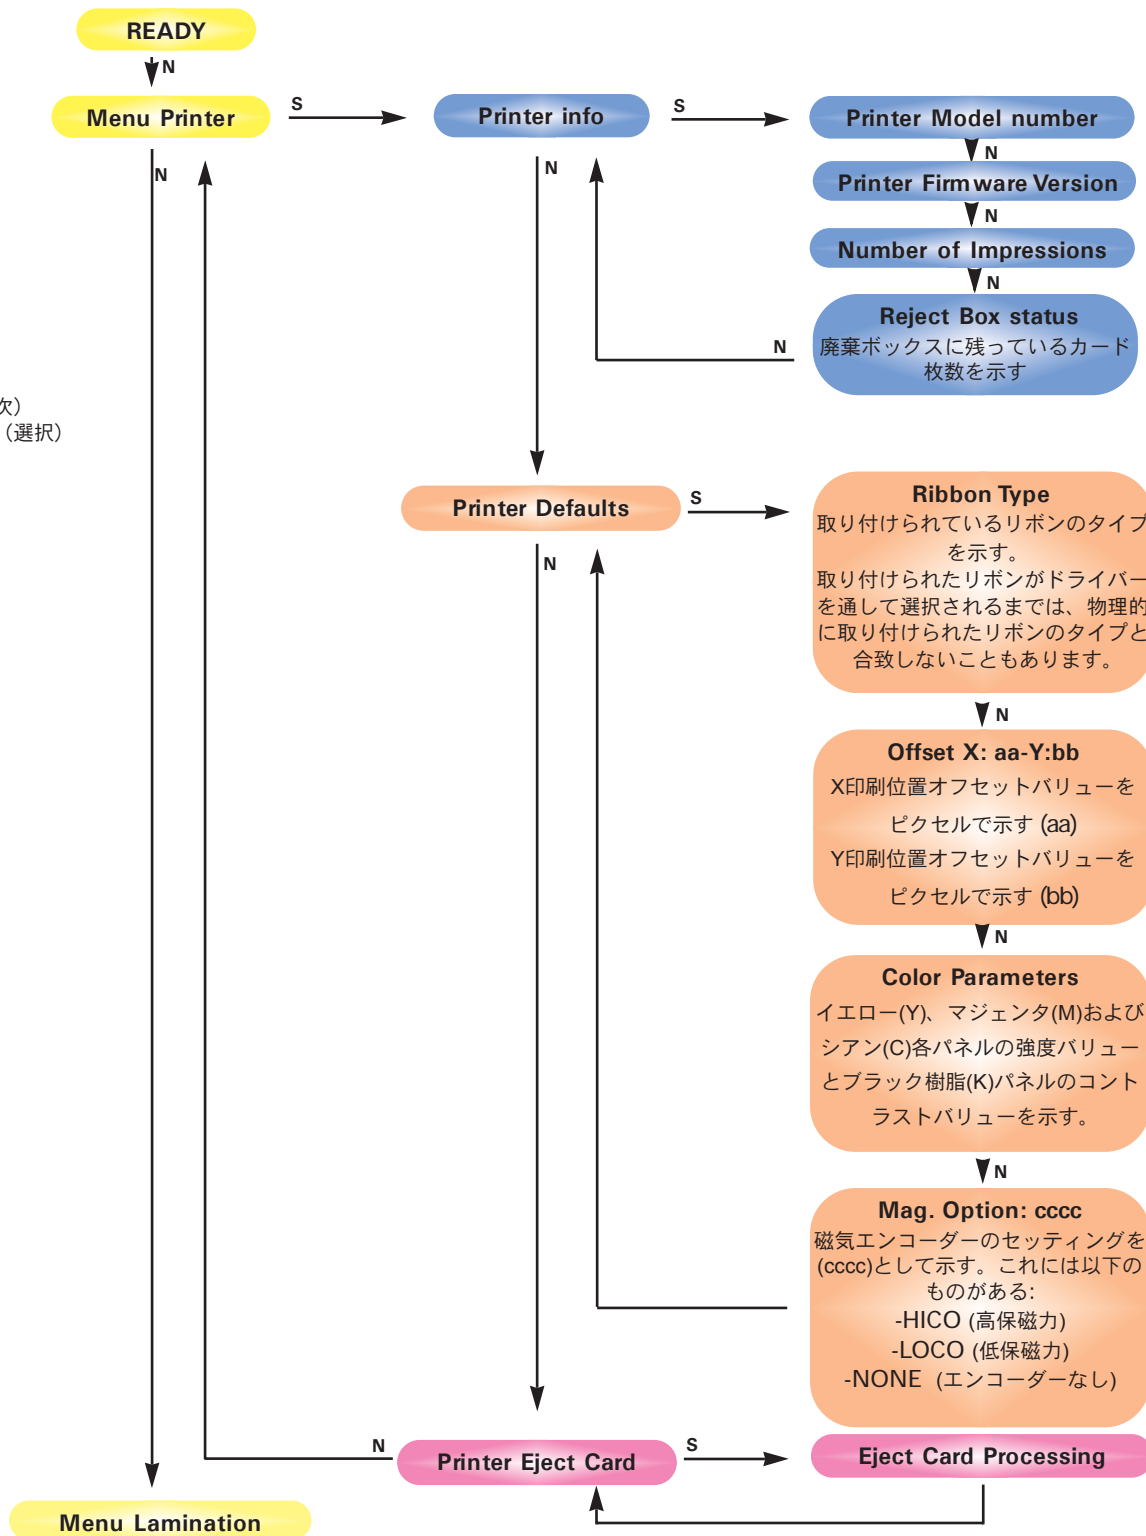 READY
N
Menu Printer
S
Printer info
S
Printer Model number
N
Printer Firmware Version
N
Number of Impressions
N
Reject Box status
廃棄ボックスに残っているカード
枚数を示す
N
N
N
次）
（選択）
Printer Defaults
S
Ribbon Type
取り付けられているリボンのタイプ
を示す。
取り付けられたリボンがドライバー
を通して選択されるまでは、物理的
に取り付けられたリボンのタイプと
合致しないこともあります。
N
N
Offset X: aa-Y:bb
X印刷位置オフセットバリューを
ピクセルで示す (aa)
Y印刷位置オフセットバリューを
ピクセルで示す (bb)
N
Color Parameters
イエロー(Y)、マジェンタ(M)および
シアン(C)各パネルの強度バリュー
とブラック樹脂(K)パネルのコント
ラストバリューを示す。
N
Mag. Option: cccc
磁気エンコーダーのセッティングを
(cccc)として示す。これには以下の
ものがある:
-HICO (高保磁力)
-LOCO (低保磁力)
-NONE (エンコーダーなし)
N
Printer Eject Card
S
Eject Card Processing
Menu Lamination